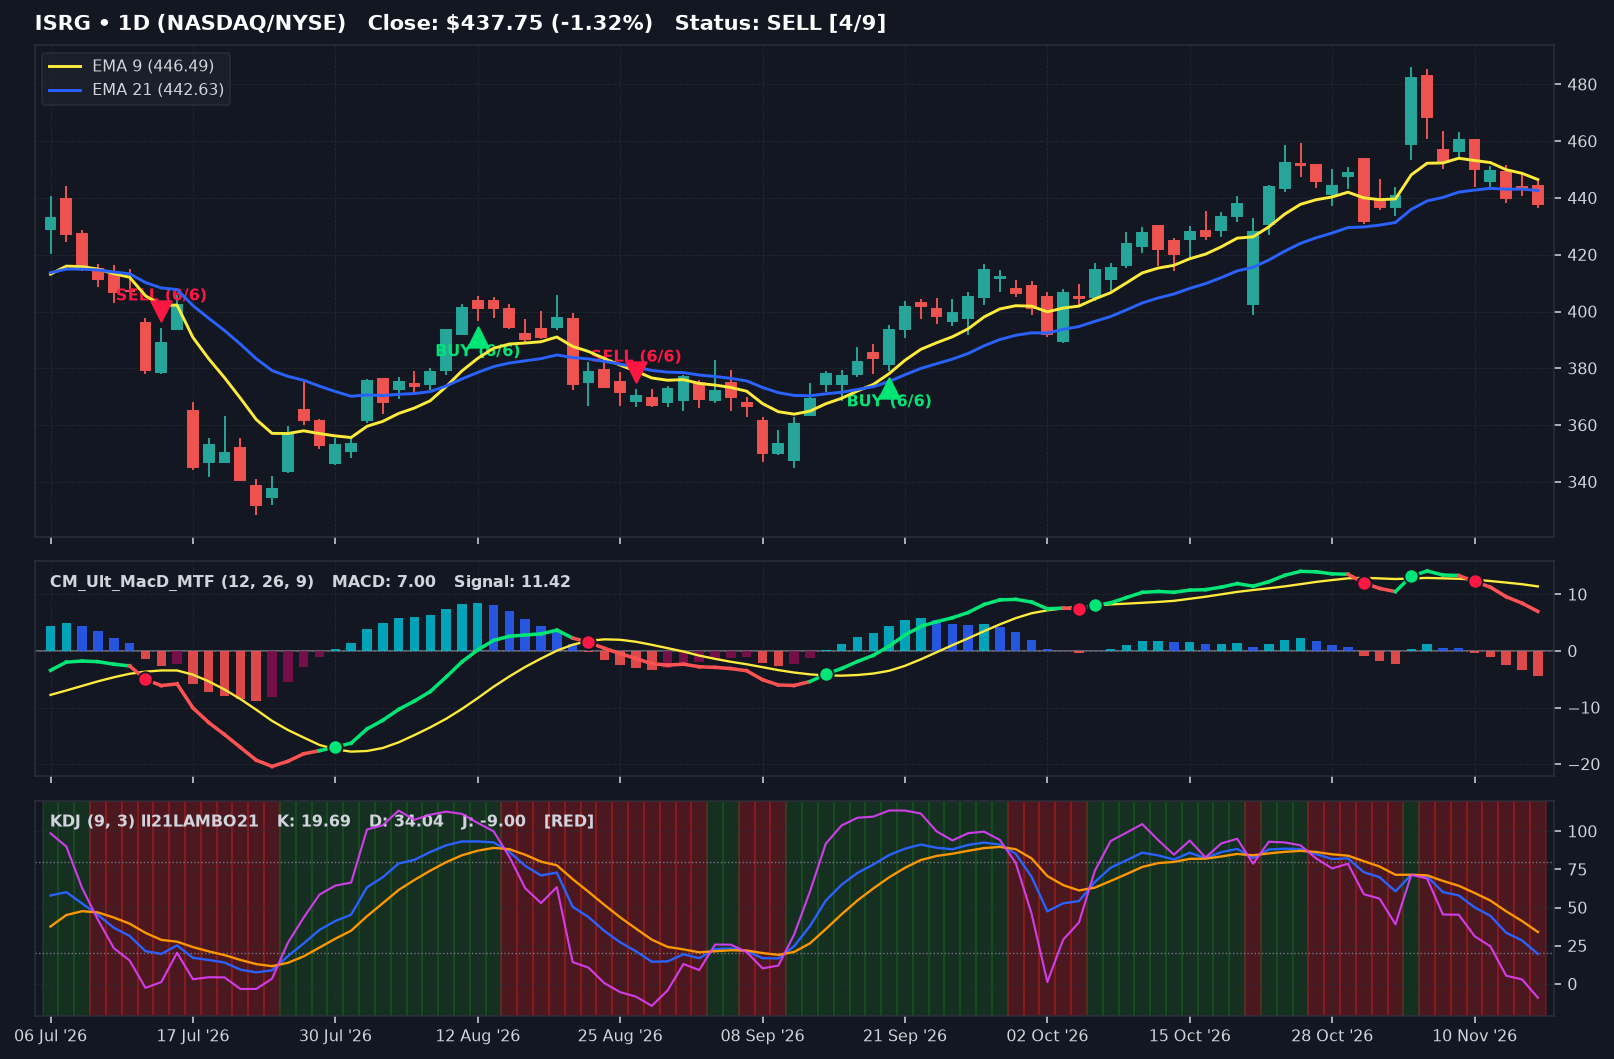 ISRG • 1D (NASDAQ/NYSE)   Close: $437.75 (-1.32%)   Status: SELL [4/9]
EMA 9 (446.49)
EMA 21 (442.63)
480
460
440
420
400
380
360
340
SELL (6/6)
BUY (6/6)
SELL (6/6)
BUY (6/6)
CM_Ult_MacD_MTF (12, 26, 9)   MACD: 7.00   Signal: 11.42
10
0
−10
−20
KDJ (9, 3) II21LAMBO21   K: 19.69   D: 34.04   J: -9.00   [RED]
100
75
50
25
0
06 Jul '26
17 Jul '26
30 Jul '26
12 Aug '26
25 Aug '26
08 Sep '26
21 Sep '26
02 Oct '26
15 Oct '26
28 Oct '26
10 Nov '26